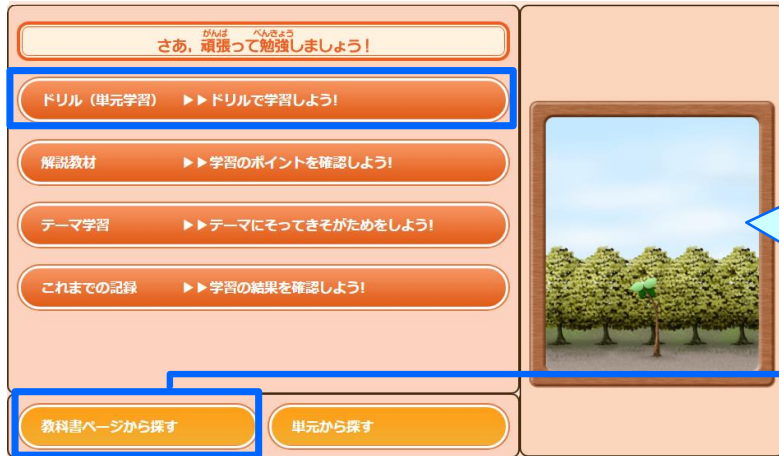 さあ，頑張って勉強しましょう！
がんば べんきょう
ドリル（単元学習） ▶▶ドリルで学習しよう!
解説教材 ▶▶学習のポイントを確認しよう!
テーマ学習 ▶▶テーマにそってきそがためをしよう!
これまでの記録 ▶▶学習の結果を確認しよう!
教科書ページから探す
単元から探す